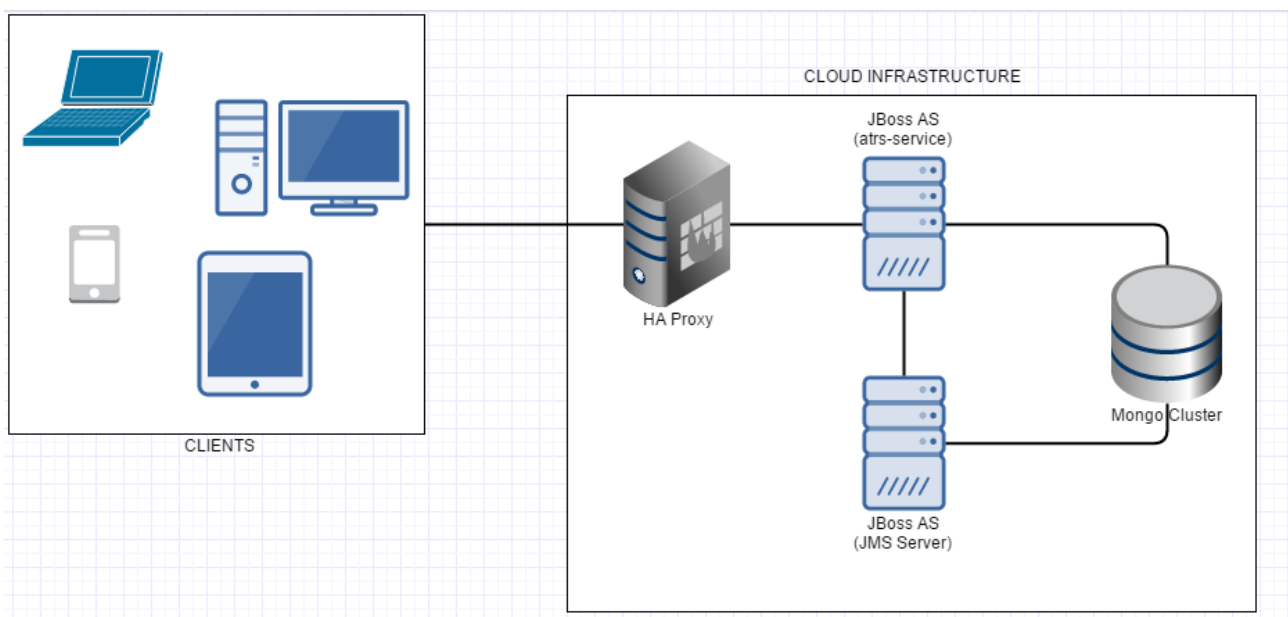 CLOUD INFRASTRUCTURE
JBoss AS
(atrs-service)
HA Proxy
Mongo Cluster
CLIENTS
JBoss AS
(JMS Server)